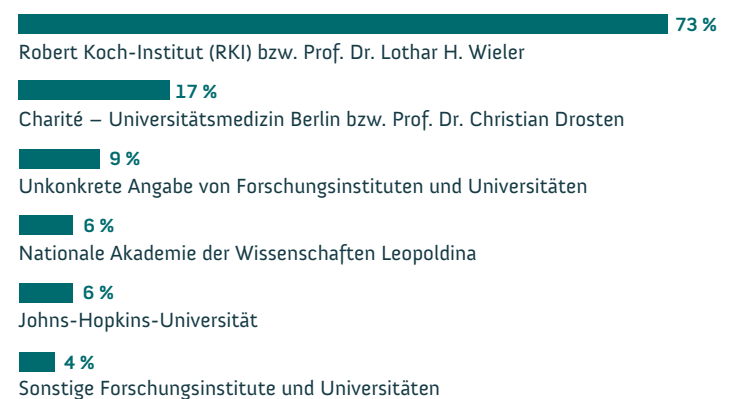 73 %
Robert Koch-Institut (RKI) bzw. Prof. Dr. Lothar H. Wieler
17 %
Charité – Universitätsmedizin Berlin bzw. Prof. Dr. Christian Drosten
9 %
Unkonkrete Angabe von Forschungsinstituten und Universitäten
6 %
Nationale Akademie der Wissenschaften Leopoldina
6 %
Johns-Hopkins-Universität
4 %
Sonstige Forschungsinstitute und Universitäten